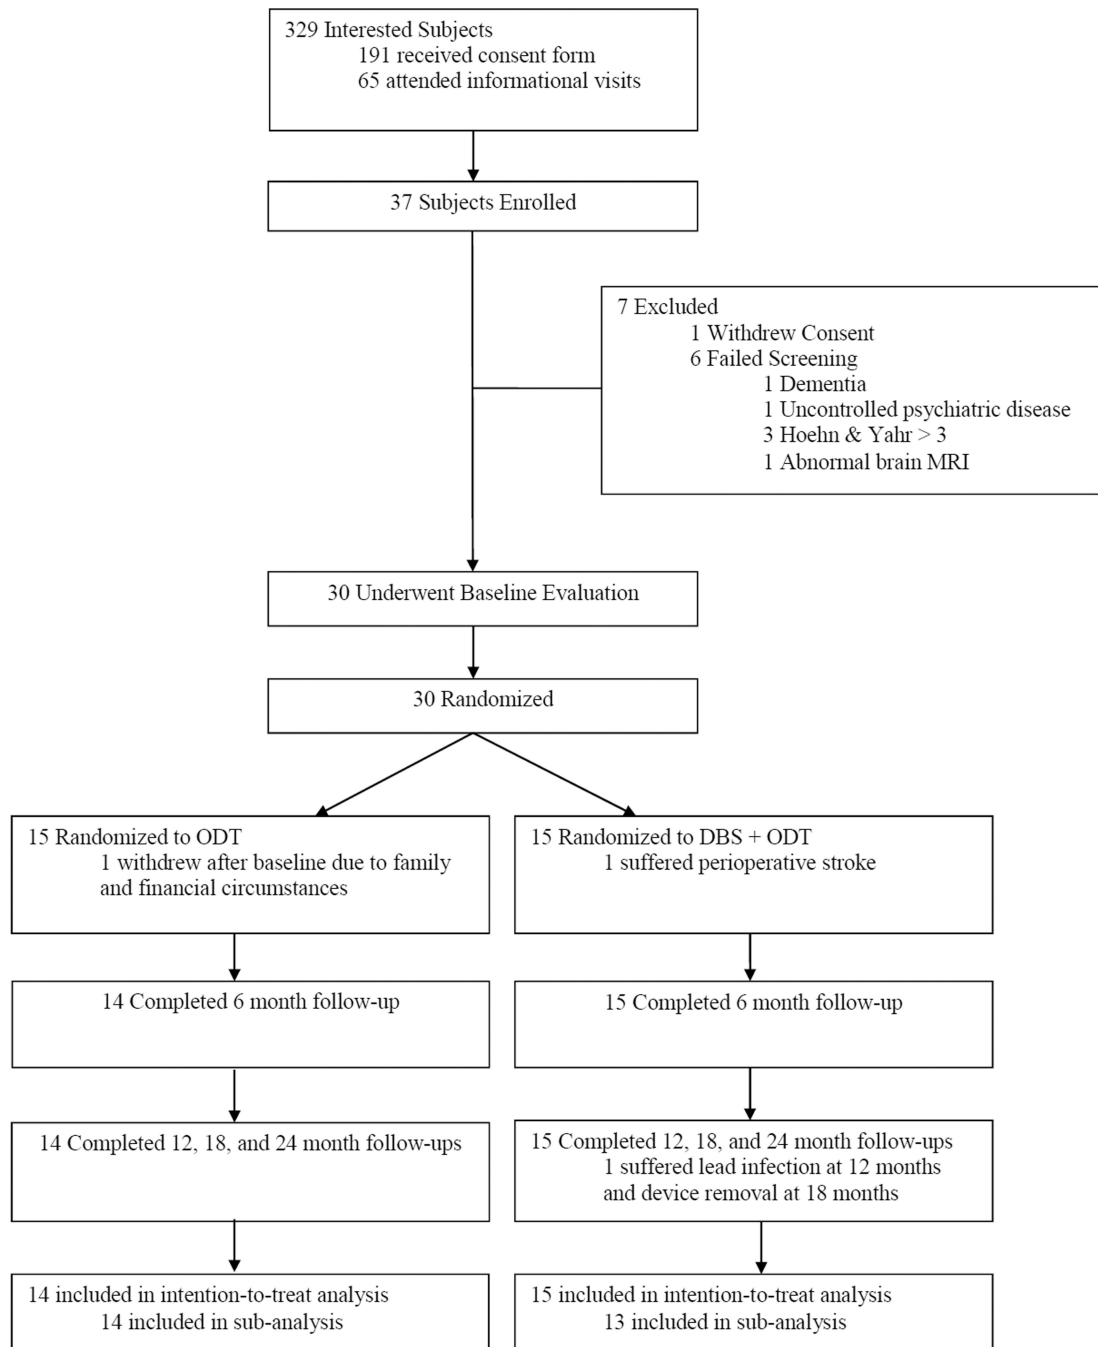 329 Interested Subjects
191 received consent form
65 attended informational visits
37 Subjects Enrolled
7 Excluded
1 Withdrew Consent
6 Failed Screening
1 Dementia
1 Uncontrolled psychiatric disease
3 Hoehn & Yahr > 3
1 Abnormal brain MRI
30 Underwent Baseline Evaluation
30 Randomized
15 Randomized to ODT
1 withdrew after baseline due to family
and financial circumstances
15 Randomized to DBS + ODT
1 suffered perioperative stroke
14 Completed 6 month follow-up
15 Completed 6 month follow-up
14 Completed 12, 18, and 24 month follow-ups
15 Completed 12, 18, and 24 month follow-ups
1 suffered lead infection at 12 months
and device removal at 18 months
14 included in intention-to-treat analysis
14 included in sub-analysis
15 included in intention-to-treat analysis
13 included in sub-analysis